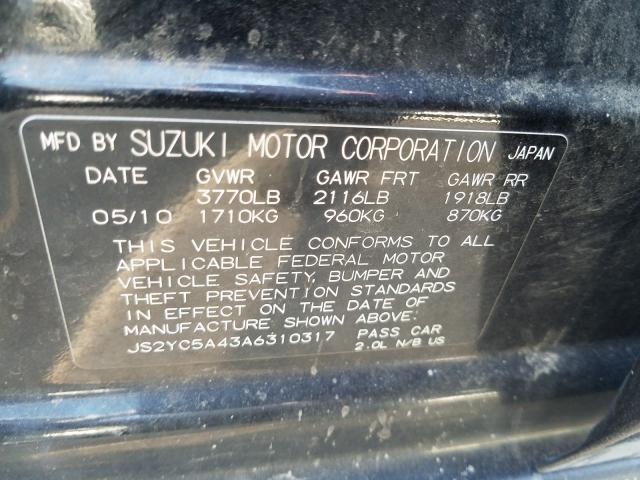 MFD BY SUZUKI MOTOR CORPORATION JAPAN
DATE GVWR GAWR FRT GAWR RR
3770LB 2116LB 1918LB
05/10 1710KG 960KG 870KG
THIS VEHICLE CONFORMS TO ALL
APPLICABLE FEDERAL MOTOR
VEHICLE SAFETY, BUMPER AND
THEFT PREVENTION STANDARDS
IN EFFECT ON THE DATE OF
MANUFACTURE SHOWN ABOVE:
JS2YC5A43A6310317 PASS CAR
2.0L N/B US